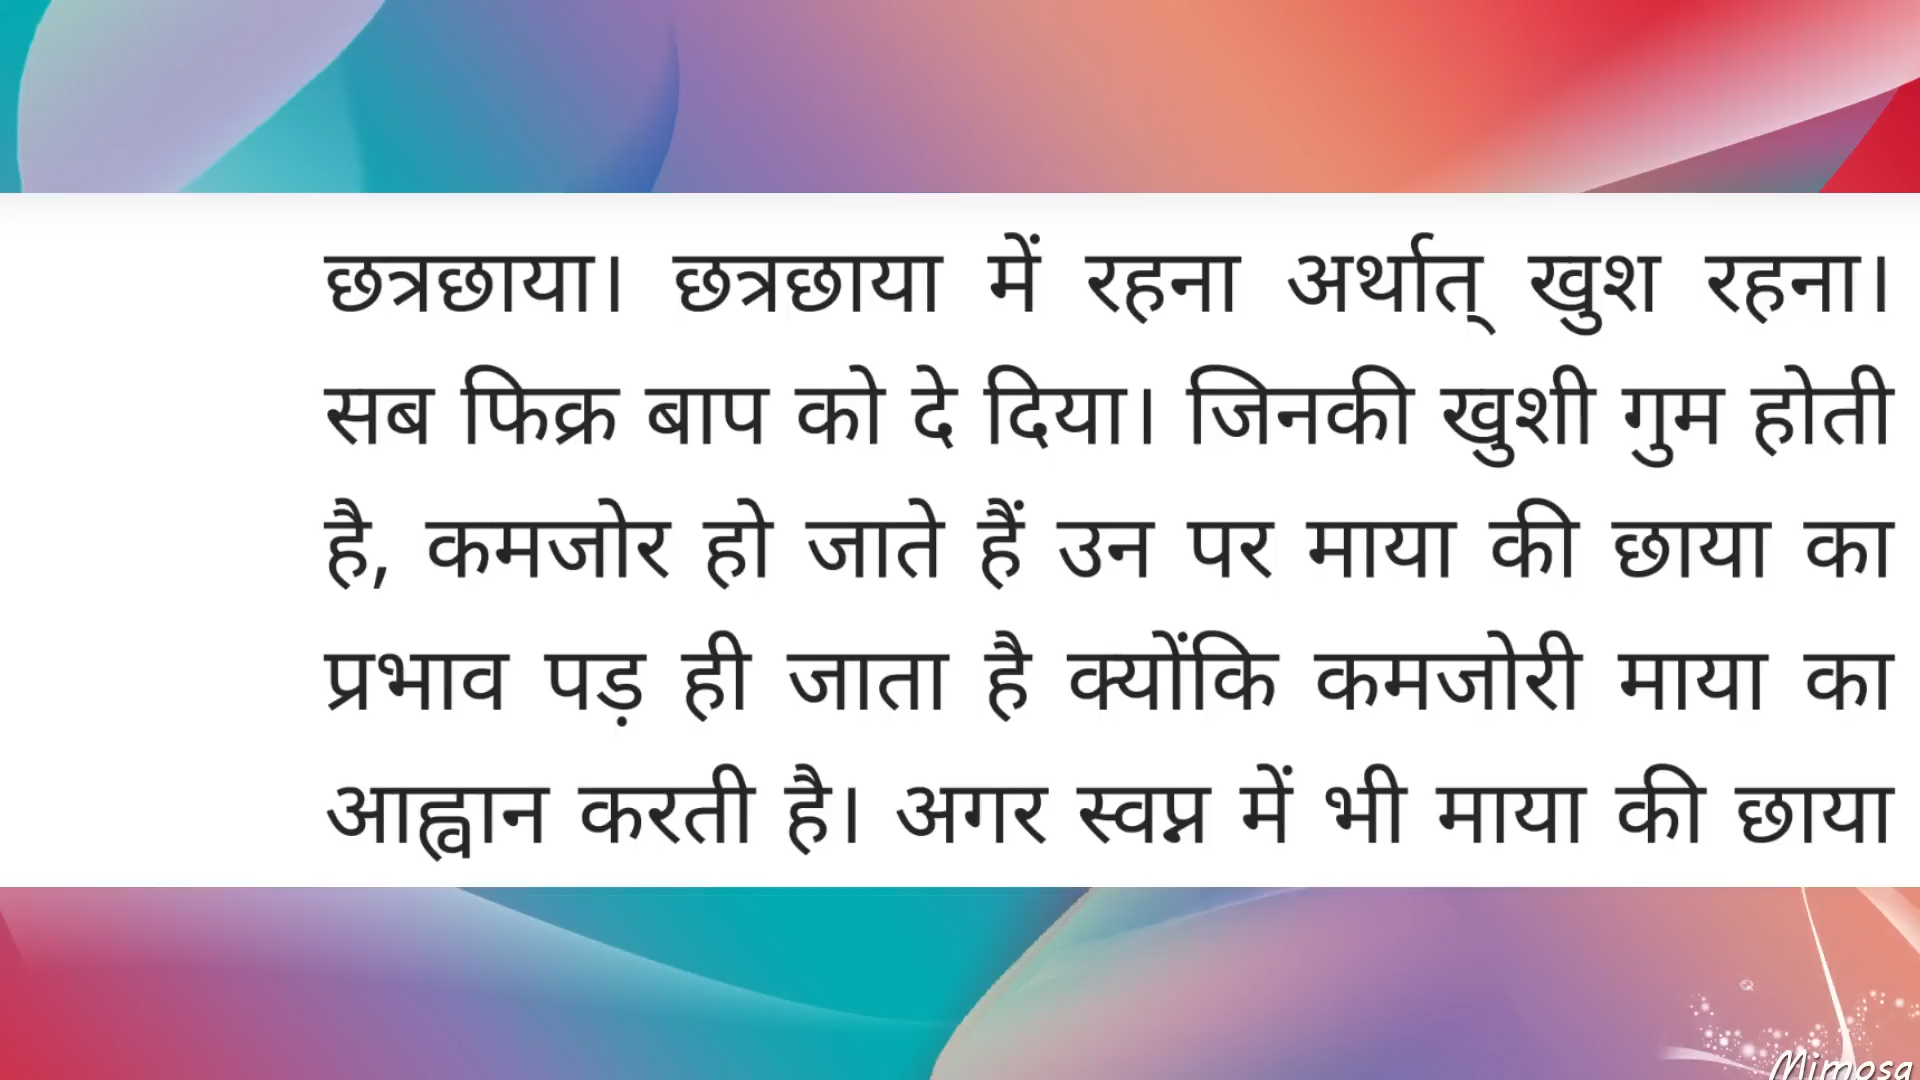 छत्रछाया। छत्रछाया में रहना अर्थात् खुश रहना।
सब फिक्र बाप को दे दिया। जिनकी खुशी गुम होती
है, कमजोर हो जाते हैं उन पर माया की छाया का
प्रभाव पड़ ही जाता है क्योंकि कमजोरी माया का
आह्वान करती है। अगर स्वप्न में भी माया की छाया
Mimosa